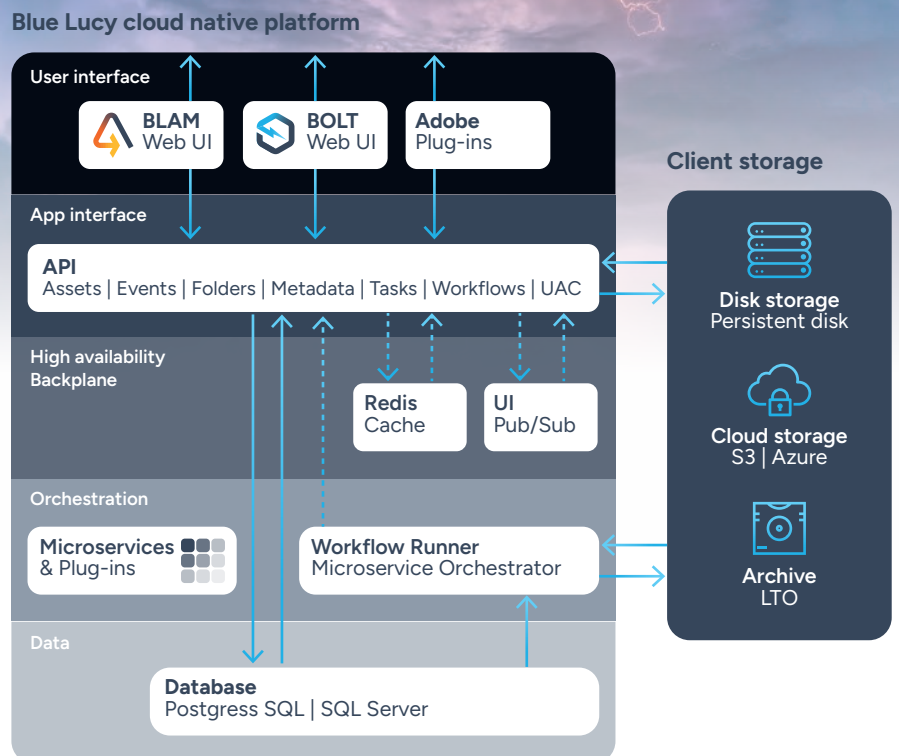 Blue Lucy cloud native platform
User interface
BLAM
Web UI
BOLT
Web UI
Adobe
Plug-ins
App interface
API
Assets | Events | Folders | Metadata | Tasks | Workflows | UAC
High availability
Backplane
Redis
Cache
UI
Pub/Sub
Orchestration
Microservices
& Plug-ins
Workflow Runner
Microservice Orchestrator
Data
Database
Postgress SQL | SQL Server
Client storage
Disk storage
Persistent disk
Cloud storage
S3 | Azure
Archive
LTO